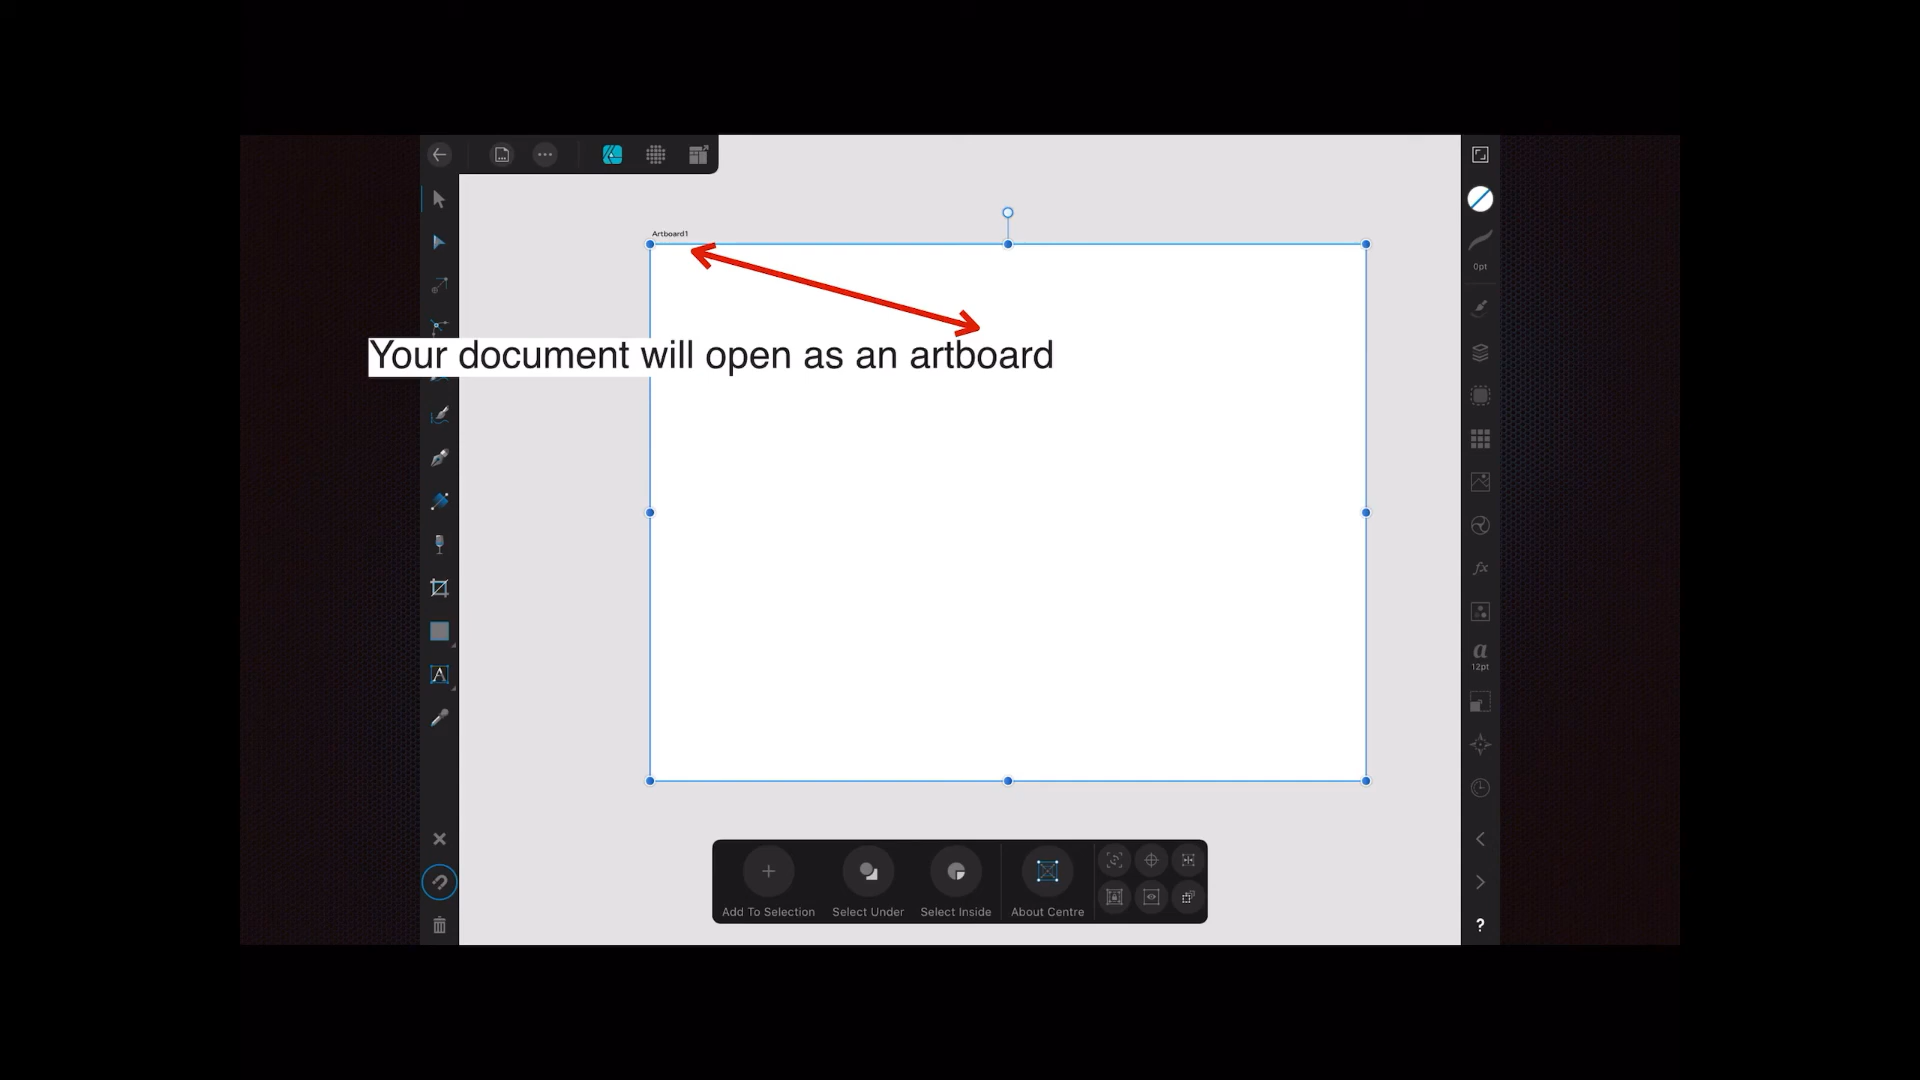 Artboard1
0pt
Your document will open as an artboard
A
fx
a
12pt
Add To Selection
Select Under
Select Inside
About Centre
?